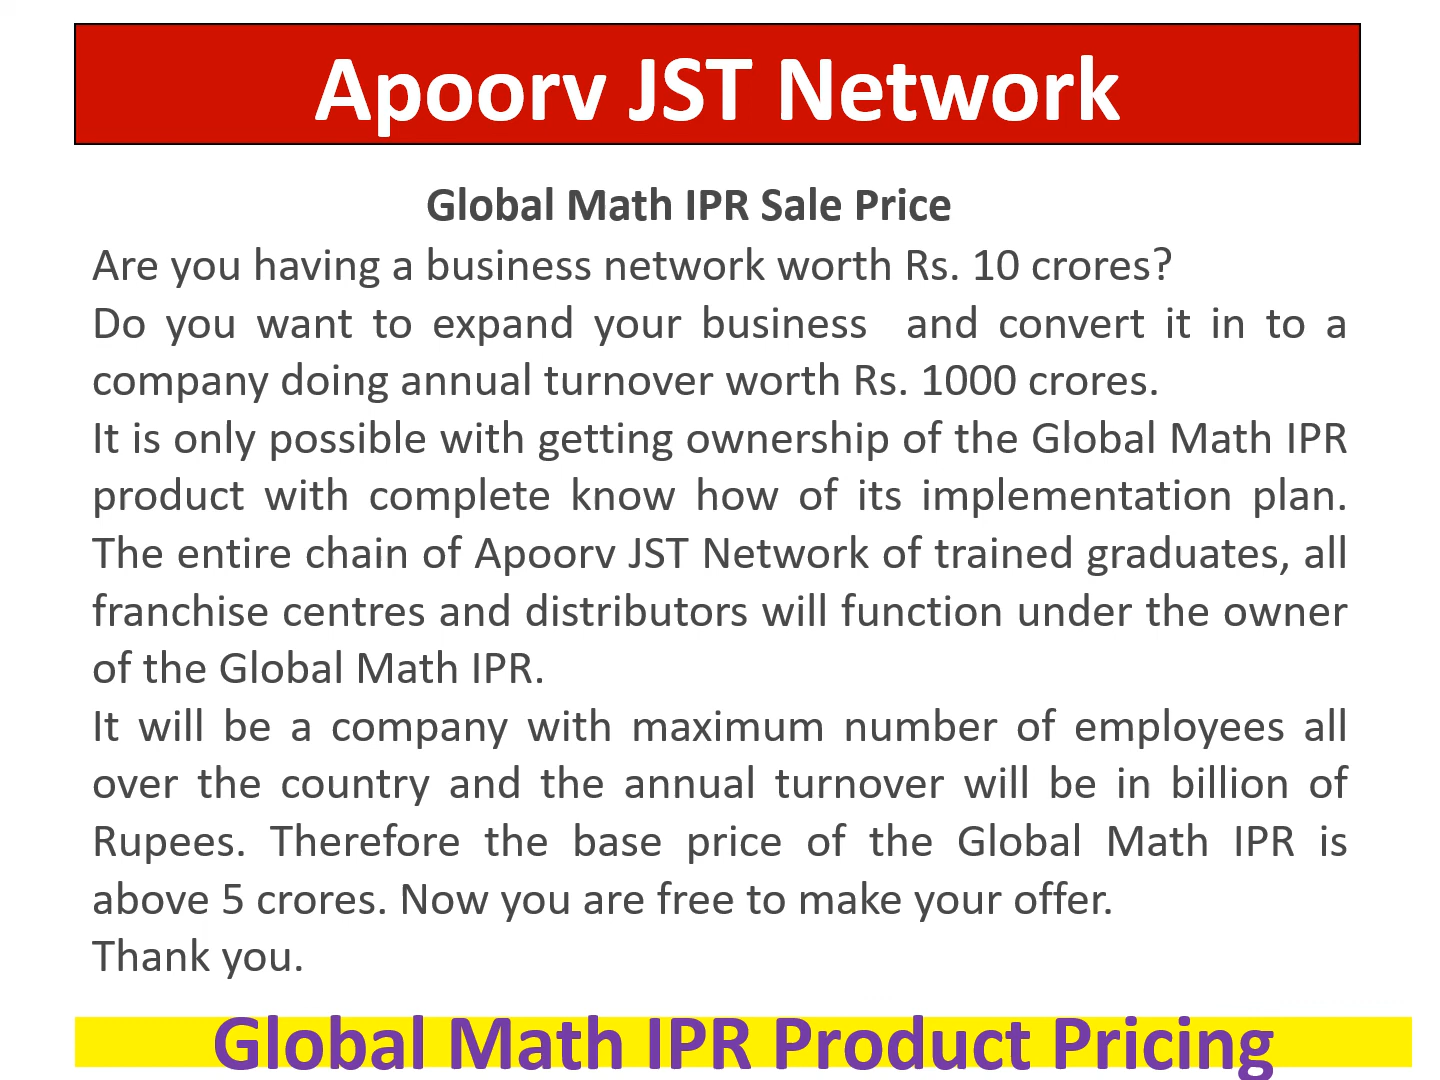 Apoorv JST Network
Global Math IPR Sale Price
Are you having a business network worth Rs. 10 crores?
Do you want to expand your business and convert it in to a
company doing annual turnover worth Rs. 1000 crores.
It is only possible with getting ownership of the Global Math IPR
product with complete know how of its implementation plan.
The entire chain of Apoorv JST Network of trained graduates, all
franchise centres and distributors will function under the owner
of the Global Math IPR.
It will be a company with maximum number of employees all
over the country and the annual turnover will be in billion of
Rupees. Therefore the base price of the Global Math IPR is
above 5 crores. Now you are free to make your offer.
Thank you.
Global Math IPR Product Pricing